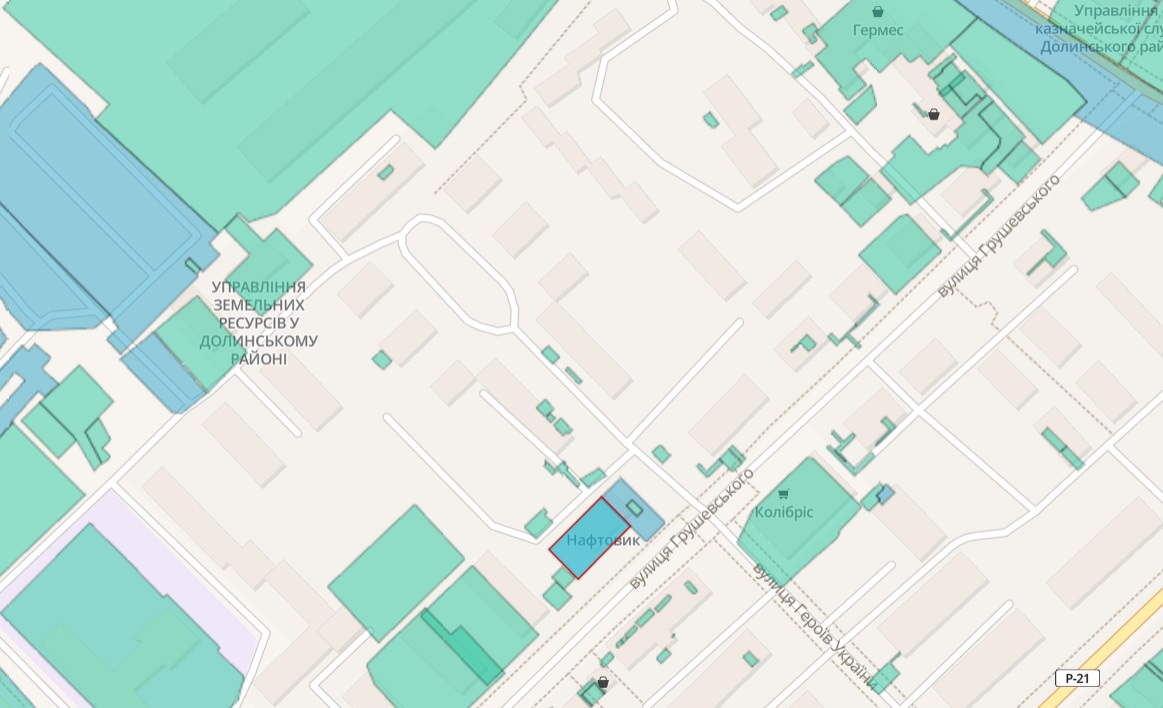 Управління
казначейської слу
Долинського рай
Гермес
вулиця Грушевського
УПРАВЛІННЯ
ЗЕМЕЛЬНИХ
РЕСУРСІВ У
ДОЛИНСЬКОМУ
РАЙОНІ
вулиця Грушевського
Колібріс
Нафтовик
вулиця Героїв України
Р-21